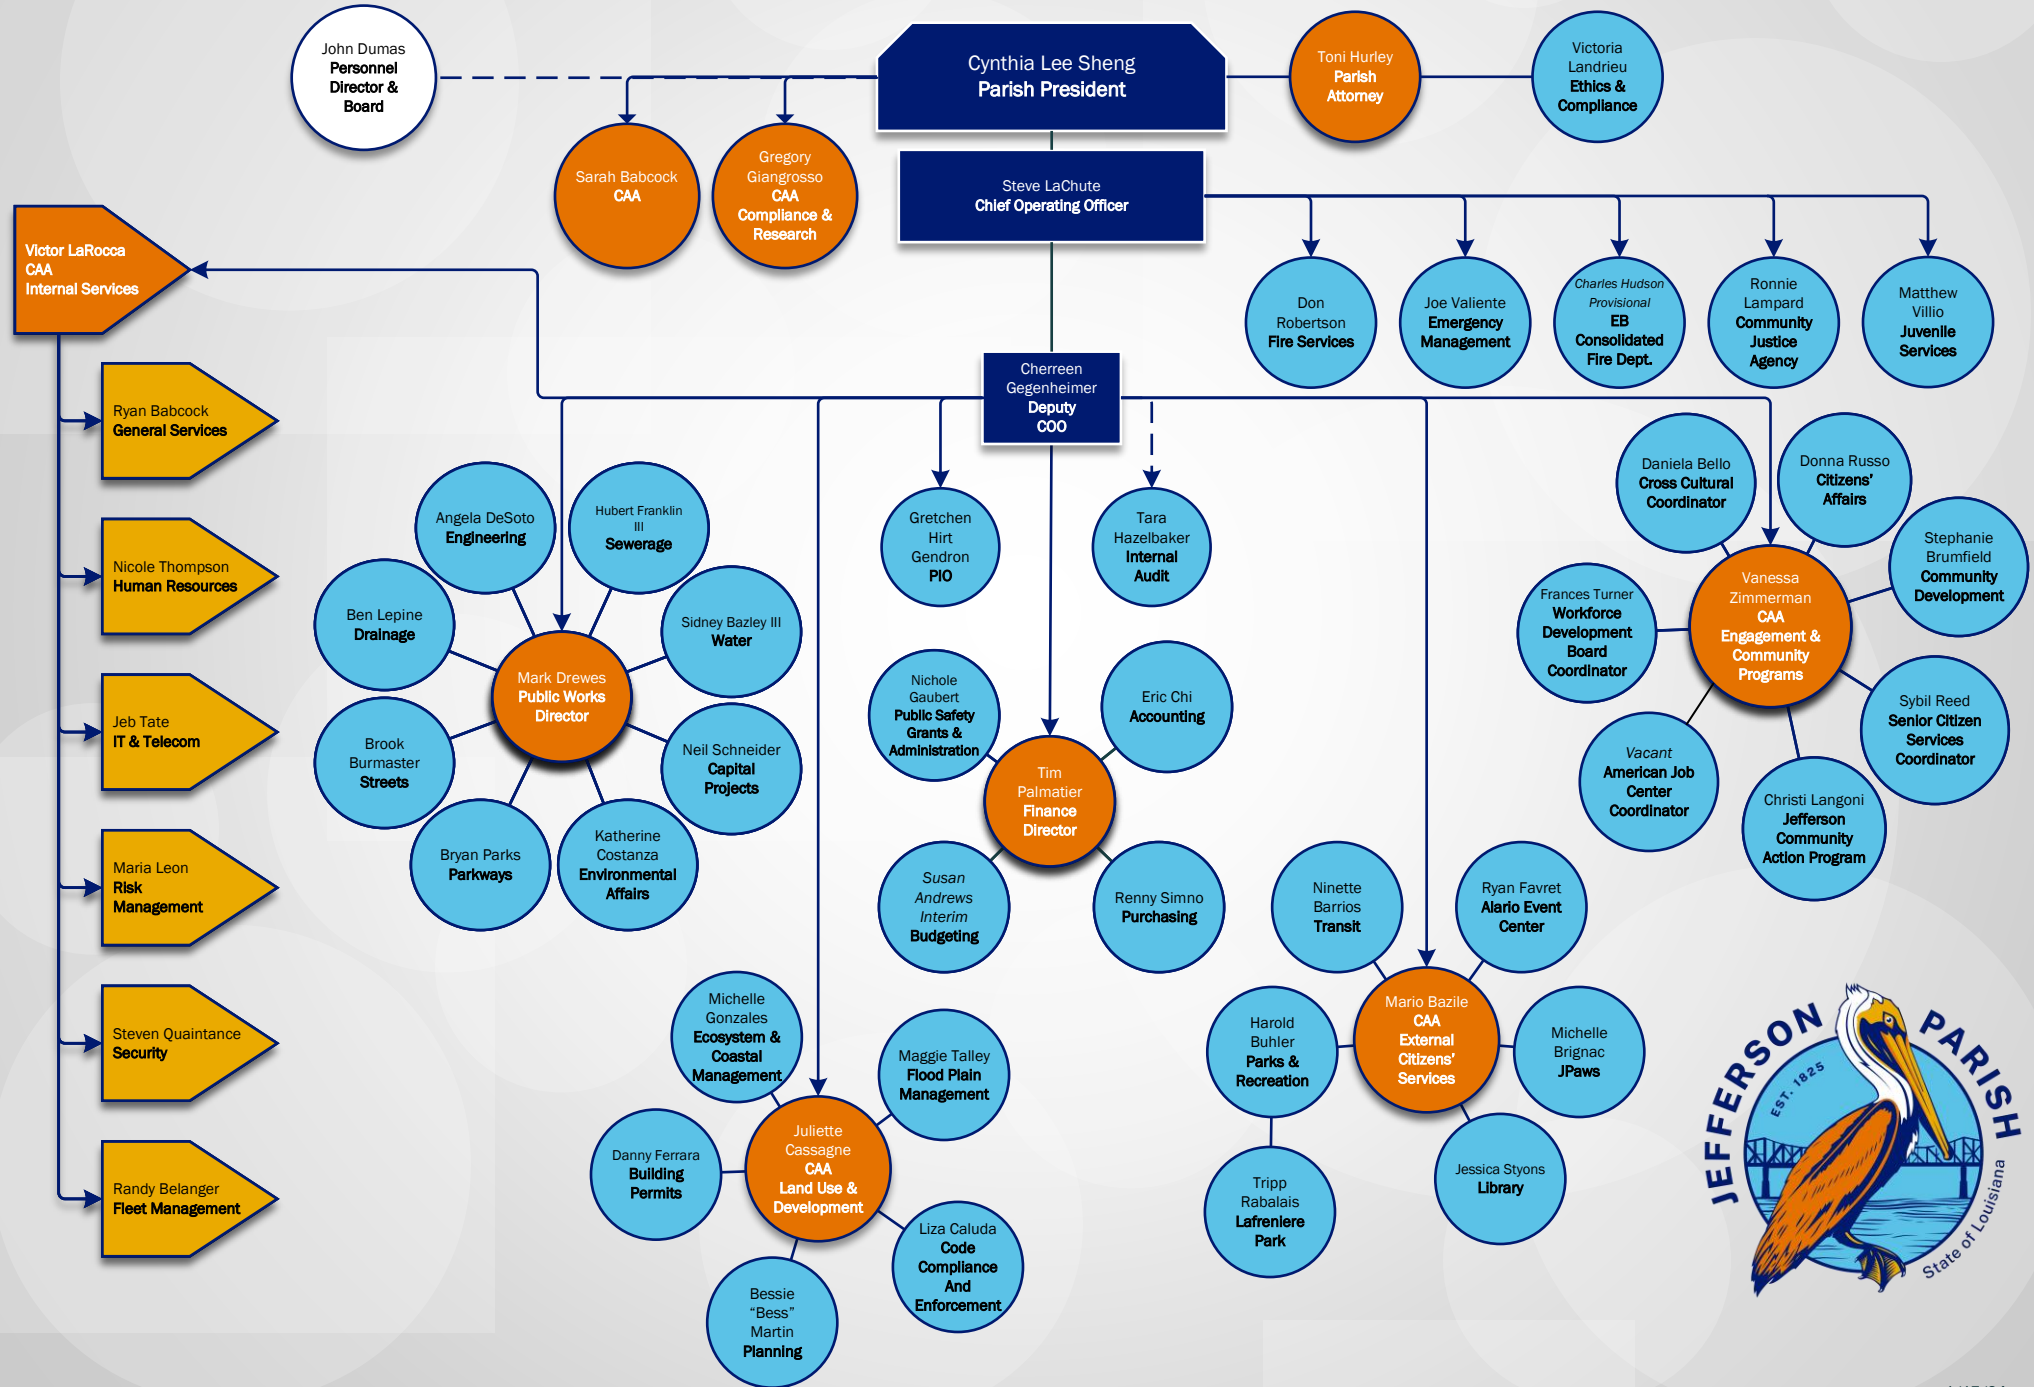 John Dumas
Personnel
Director &
Board
Cynthia Lee Sheng
Parish President
Toni Hurley
Parish
Attorney
Victoria
Landrieu
Ethics &
Compliance
Sarah Babcock
CAA
Gregory
Giangrosso
CAA
Compliance &
Research
Steve LaChute
Chief Operating Officer
Victor LaRocca
CAA
Internal Services
Don
Robertson
Fire Services
Joe Valiente
Emergency
Management
Charles Hudson
Provisional
EB
Consolidated
Fire Dept.
Ronnie
Lampard
Community
Justice
Agency
Matthew
Villio
Juvenile
Services
Cherreen
Gegenheimer
Deputy
COO
Ryan Babcock
General Services
Nicole Thompson
Human Resources
Jeb Tate
IT & Telecom
Maria Leon
Risk
Management
Steven Quaintance
Security
Randy Belanger
Fleet Management
Angela DeSoto
Engineering
Hubert Franklin
III
Sewerage
Ben Lepine
Drainage
Sidney Bazley III
Water
Mark Drewes
Public Works
Director
Brook
Burmaster
Streets
Neil Schneider
Capital
Projects
Bryan Parks
Parkways
Katherine
Costanza
Environmental
Affairs
Gretchen
Hirt
Gendron
PIO
Tara
Hazelbaker
Internal
Audit
Nichole
Gaubert
Public Safety
Grants &
Administration
Eric Chi
Accounting
Tim
Palmatier
Finance
Director
Susan
Andrews
Interim
Budgeting
Renny Simno
Purchasing
Daniela Bello
Cross Cultural
Coordinator
Donna Russo
Citizens'
Affairs
Stephanie
Brumfield
Community
Development
Frances Turner
Workforce
Development
Board
Coordinator
Vanessa
Zimmerman
CAA
Engagement &
Community
Programs
Sybil Reed
Senior Citizen
Services
Coordinator
Vacant
American Job
Center
Coordinator
Christi Langoni
Jefferson
Community
Action Program
Michelle
Gonzales
Ecosystem &
Coastal
Management
Maggie Talley
Flood Plain
Management
Danny Ferrara
Building
Permits
Juliette
Cassagne
CAA
Land Use &
Development
Liza Caluda
Code
Compliance
And
Enforcement
Bessie
“Bess”
Martin
Planning
Ninette
Barrios
Transit
Ryan Favret
Alario Event
Center
Harold
Buhler
Parks &
Recreation
Mario Bazile
CAA
External
Citizens'
Services
Michelle
Brignac
JPaws
Tripp
Rabalais
Lafreniere
Park
Jessica Styons
Library
JEFFERSON PARISH
EST. 1825
State of Louisiana